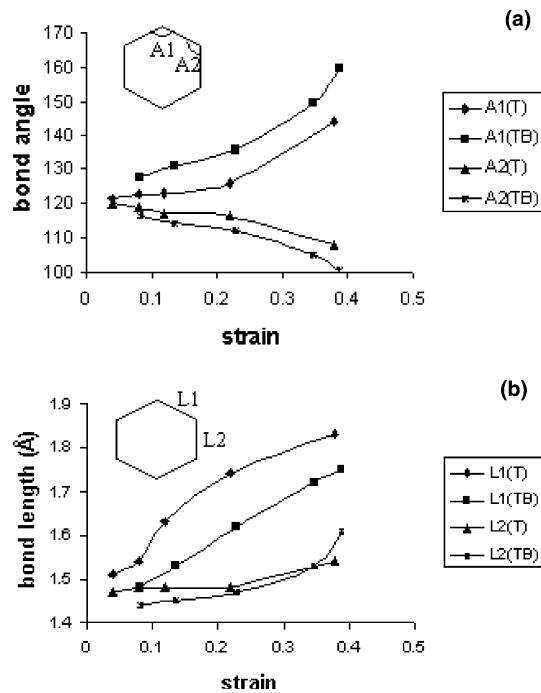 (a)
170
160
150
140
130
120
110
100
bond angle
A1
A2
0 0.1 0.2 0.3 0.4 0.5
strain
A1(T)
A1(TB)
A2(T)
A2(TB)
(b)
1.9
1.8
1.7
1.6
1.5
1.4
bond length (Å)
L1
L2
0 0.1 0.2 0.3 0.4 0.5
strain
L1(T)
L1(TB)
L2(T)
L2(TB)